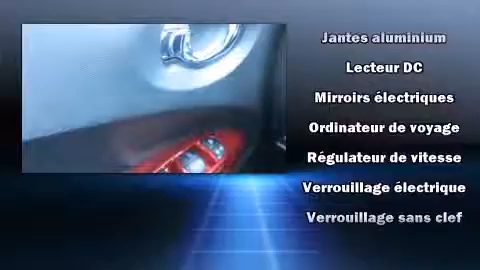 Jantes aluminium
Lecteur DC
Mirroirs électriques
Ordinateur de voyage
Régulateur de vitesse
Verrouillage électrique
Verrouillage sans clef